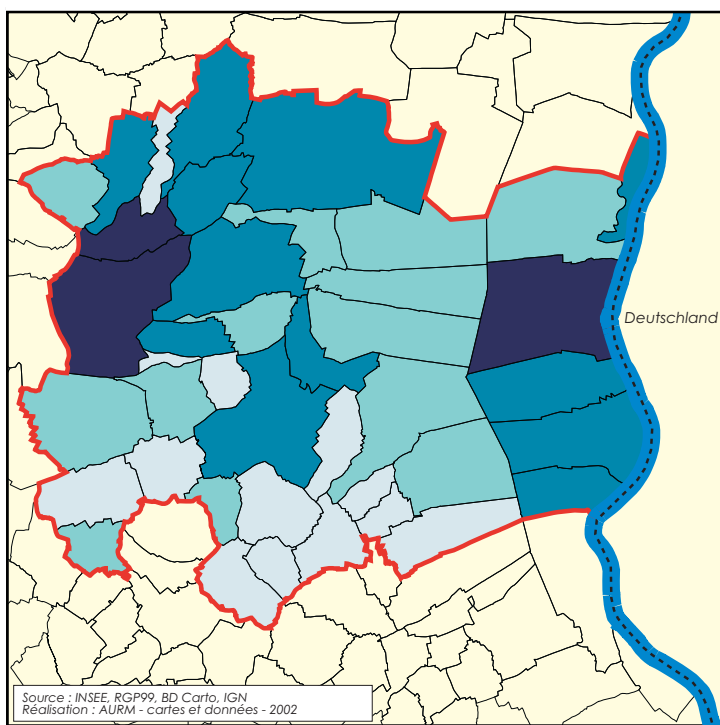 Deutschland
Source : INSEE, RGP99, BD Carto, IGN
Réalisation : AURM - cartes et données - 2002